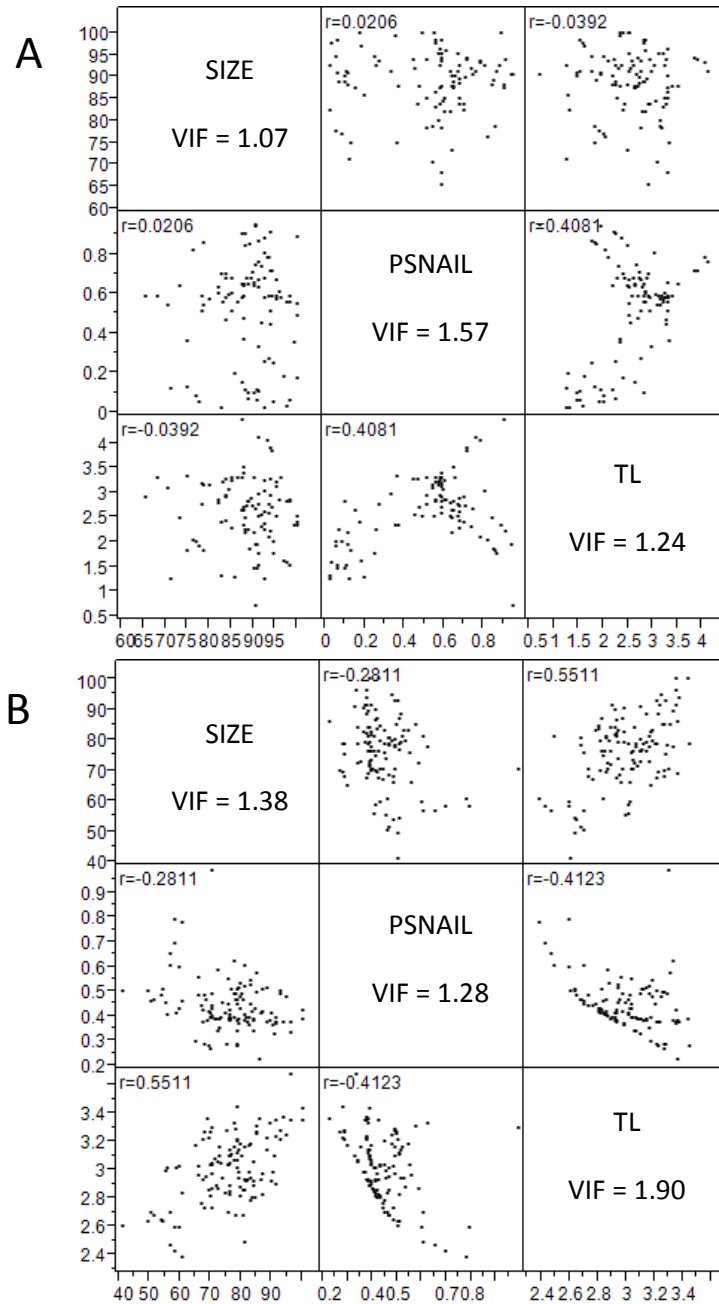 A
100
95
90
85
80
75
70
65
60
SIZE
VIF = 1.07
r=0.0206
r=-0.0392
0.8
0.6
0.4
0.2
0
r=0.0206
PSNAIL
VIF = 1.57
r=0.4081
4
3.5
3
2.5
2
1.5
1
0.5
r=-0.0392
r=0.4081
TL
VIF = 1.24
60 65 70 75 80 85 90 95
0 0.2 0.4 0.6 0.8
0.5 1 1.5 2 2.5 3 3.5 4
B
100
90
80
70
60
50
40
SIZE
VIF = 1.38
r=-0.2811
r=0.5511
0.9
0.8
0.7
0.6
0.5
0.4
0.3
0.2
r=-0.2811
PSNAIL
VIF = 1.28
r=-0.4123
3.4
3.2
3
2.8
2.6
2.4
r=0.5511
r=-0.4123
TL
VIF = 1.90
40 50 60 70 80 90
0.2 0.4 0.5 0.7 0.8
2.4 2.6 2.8 3 3.2 3.4